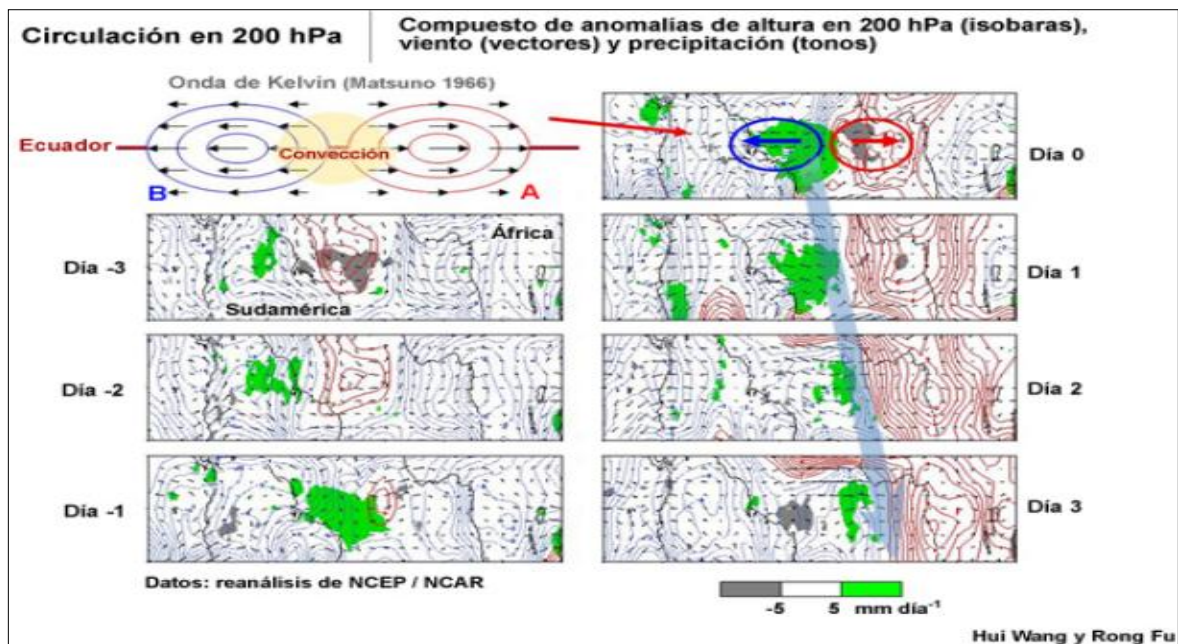 Circulación en 200 hPa
Compuesto de anomalías de altura en 200 hPa (isobaras),
viento (vectores) y precipitación (tonos)
Onda de Kelvin (Matsuno 1966)
Ecuador
Convección
B
A
Día 0
Día -3
África
Sudamérica
Día 1
Día -2
Día 2
Día -1
Día 3
Datos: reanálisis de NCEP / NCAR
-5 5 mm día⁻¹
Hui Wang y Rong Fu